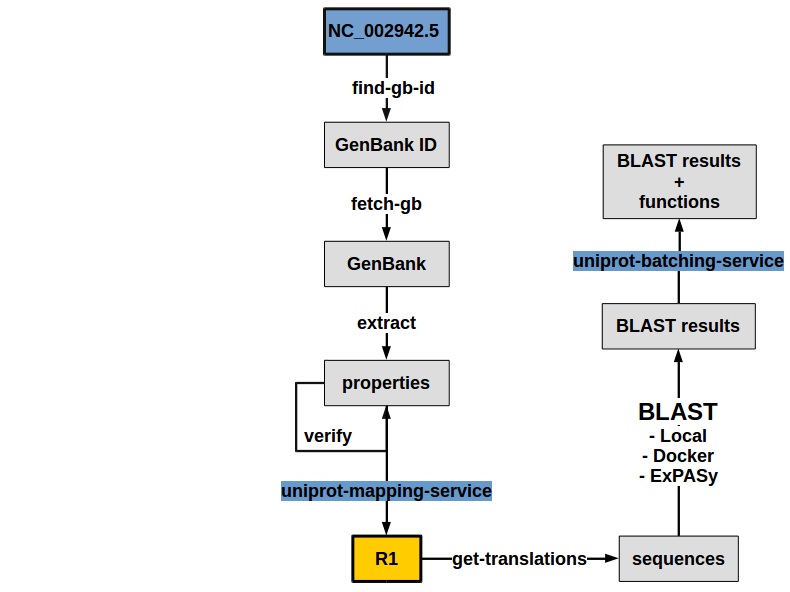 NC_002942.5
find-gb-id
GenBank ID
fetch-gb
GenBank
extract
properties
verify
uniprot-mapping-service
R1
get-translations
sequences
BLAST
- Local
- Docker
- ExPASy
BLAST results
uniprot-batching-service
BLAST results
+
functions